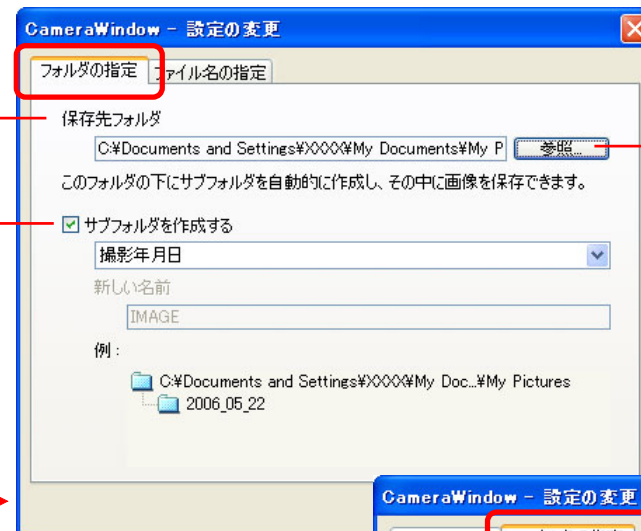 CameraWindow - 設定の変更
フォルダの指定 ファイル名の指定
保存先フォルダ
C:¥Documents and Settings¥XXXX¥My Documents¥My P 参照...
このフォルダの下にサブフォルダを自動的に作成し、その中に画像を保存できます。
サブフォルダを作成する
撮影年月日
新しい名前
IMAGE
例：
C:¥Documents and Settings¥XXXX¥My Doc...¥My Pictures
2006_05_22
CameraWindow - 設定の変更